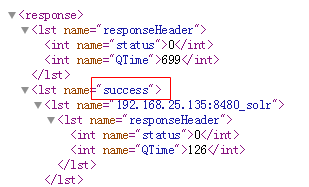 ▼<response>
▼<lst name="responseHeader">
<int name="status">0</int>
<int name="QTime">699</int>
</lst>
▼<lst name="success">
▼<lst name="192.168.25.135:8480_solr">
▼<lst name="responseHeader">
<int name="status">0</int>
<int name="QTime">126</int>
</lst>
</lst>